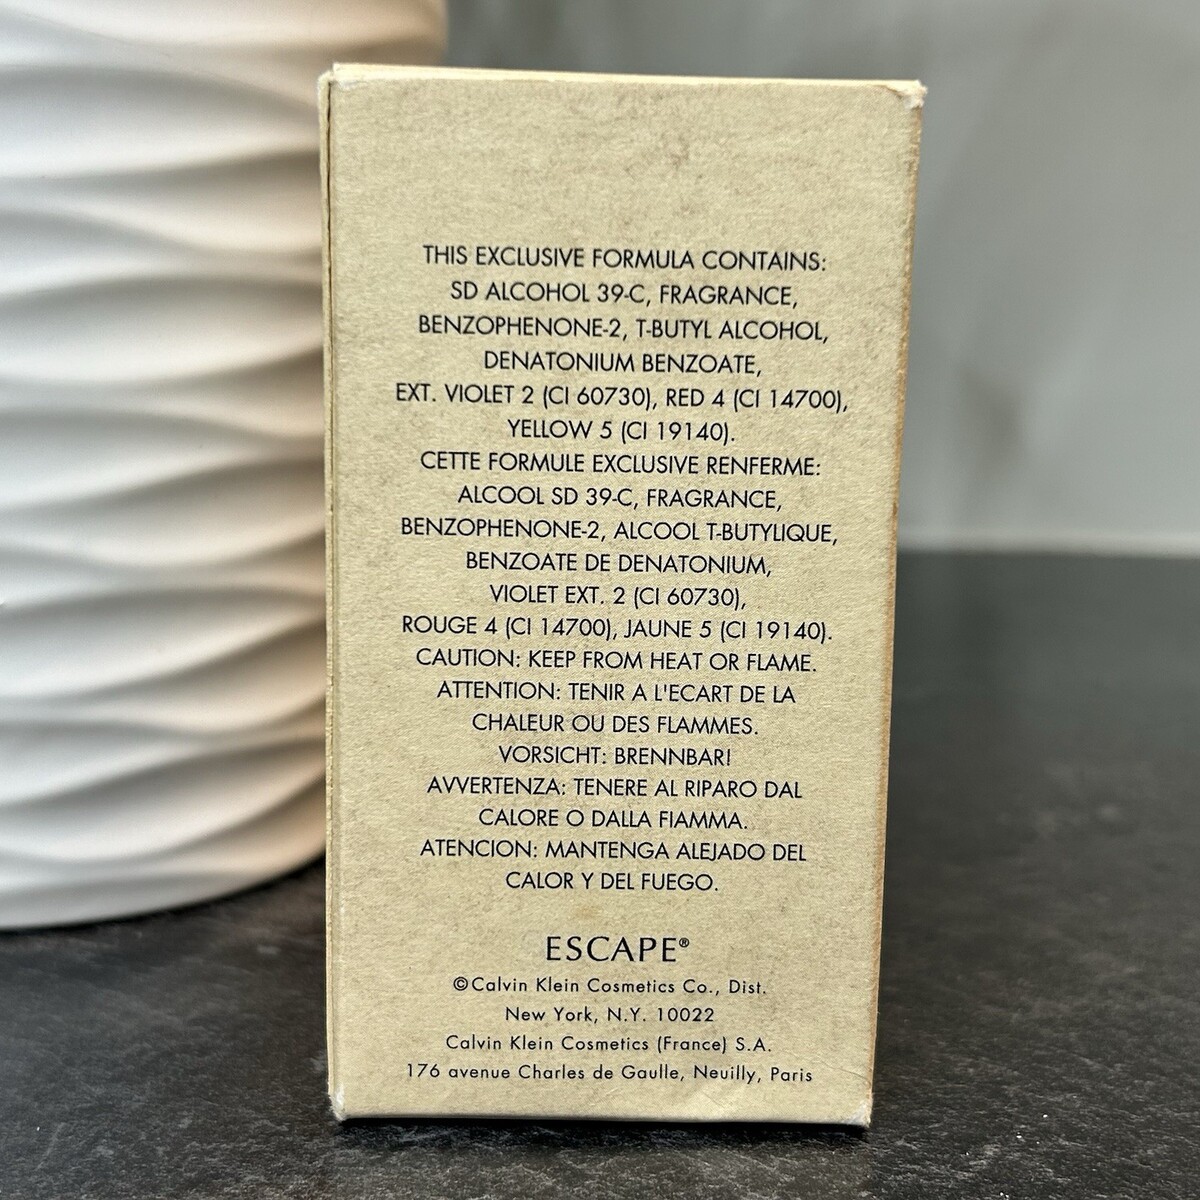 THIS EXCLUSIVE FORMULA CONTAINS:
SD ALCOHOL 39-C, FRAGRANCE,
BENZOPHENONE-2, T-BUTYL ALCOHOL,
DENATONIUM BENZOATE,
EXT. VIOLET 2 (CI 60730), RED 4 (CI 14700),
YELLOW 5 (CI 19140).
CETTE FORMULE EXCLUSIVE RENFERME:
ALCOOL SD 39-C, FRAGRANCE,
BENZOPHENONE-2, ALCOOL T-BUTYLIQUE,
BENZOATE DE DENATONIUM,
VIOLET EXT. 2 (CI 60730),
ROUGE 4 (CI 14700), JAUNE 5 (CI 19140).
CAUTION: KEEP FROM HEAT OR FLAME.
ATTENTION: TENIR A L'ECART DE LA
CHALEUR OU DES FLAMMES.
VORSICHT: BRENNBAR!
AVVERTENZA: TENERE AL RIPARO DAL
CALORE O DALLA FIAMMA.
ATENCION: MANTENGA ALEJADO DEL
CALOR Y DEL FUEGO.
ESCAPE®
©Calvin Klein Cosmetics Co., Dist.
New York, N.Y. 10022
Calvin Klein Cosmetics (France) S.A.
176 avenue Charles de Gaulle, Neuilly, Paris